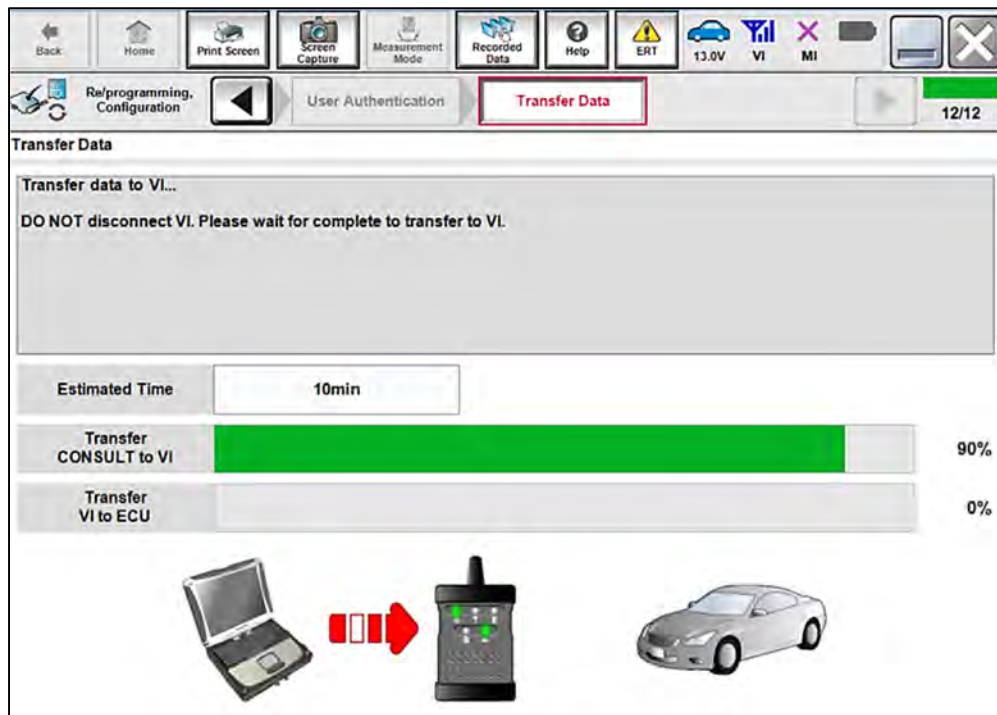 Back
Home
Print Screen
Screen
Capture
Measurement
Mode
Recorded
Data
Help
ERT
13.0V
VI
MI
Re/programming,
Configuration
User Authentication
Transfer Data
12/12
Transfer Data
Transfer data to VI...
DO NOT disconnect VI. Please wait for complete to transfer to VI.
Estimated Time
10min
Transfer
CONSULT to VI
90%
Transfer
VI to ECU
0%